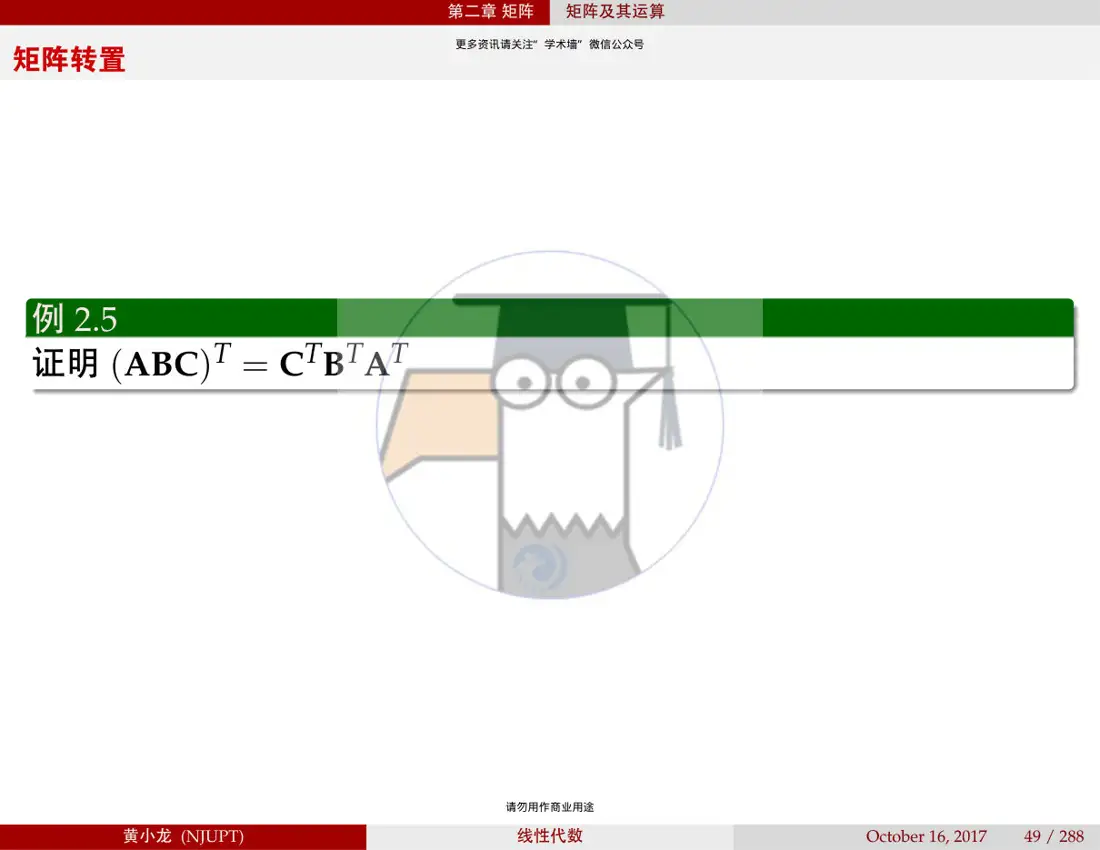 第二章 矩阵 矩阵及其运算
更多资讯请关注“学术墙”微信公众号
矩阵转置
例 2.5
证明 (ABC)^T = C^T B^T A^T
请勿用作商业用途
黄小龙 (NJUPT) 线性代数 October 16, 2017 49 / 288